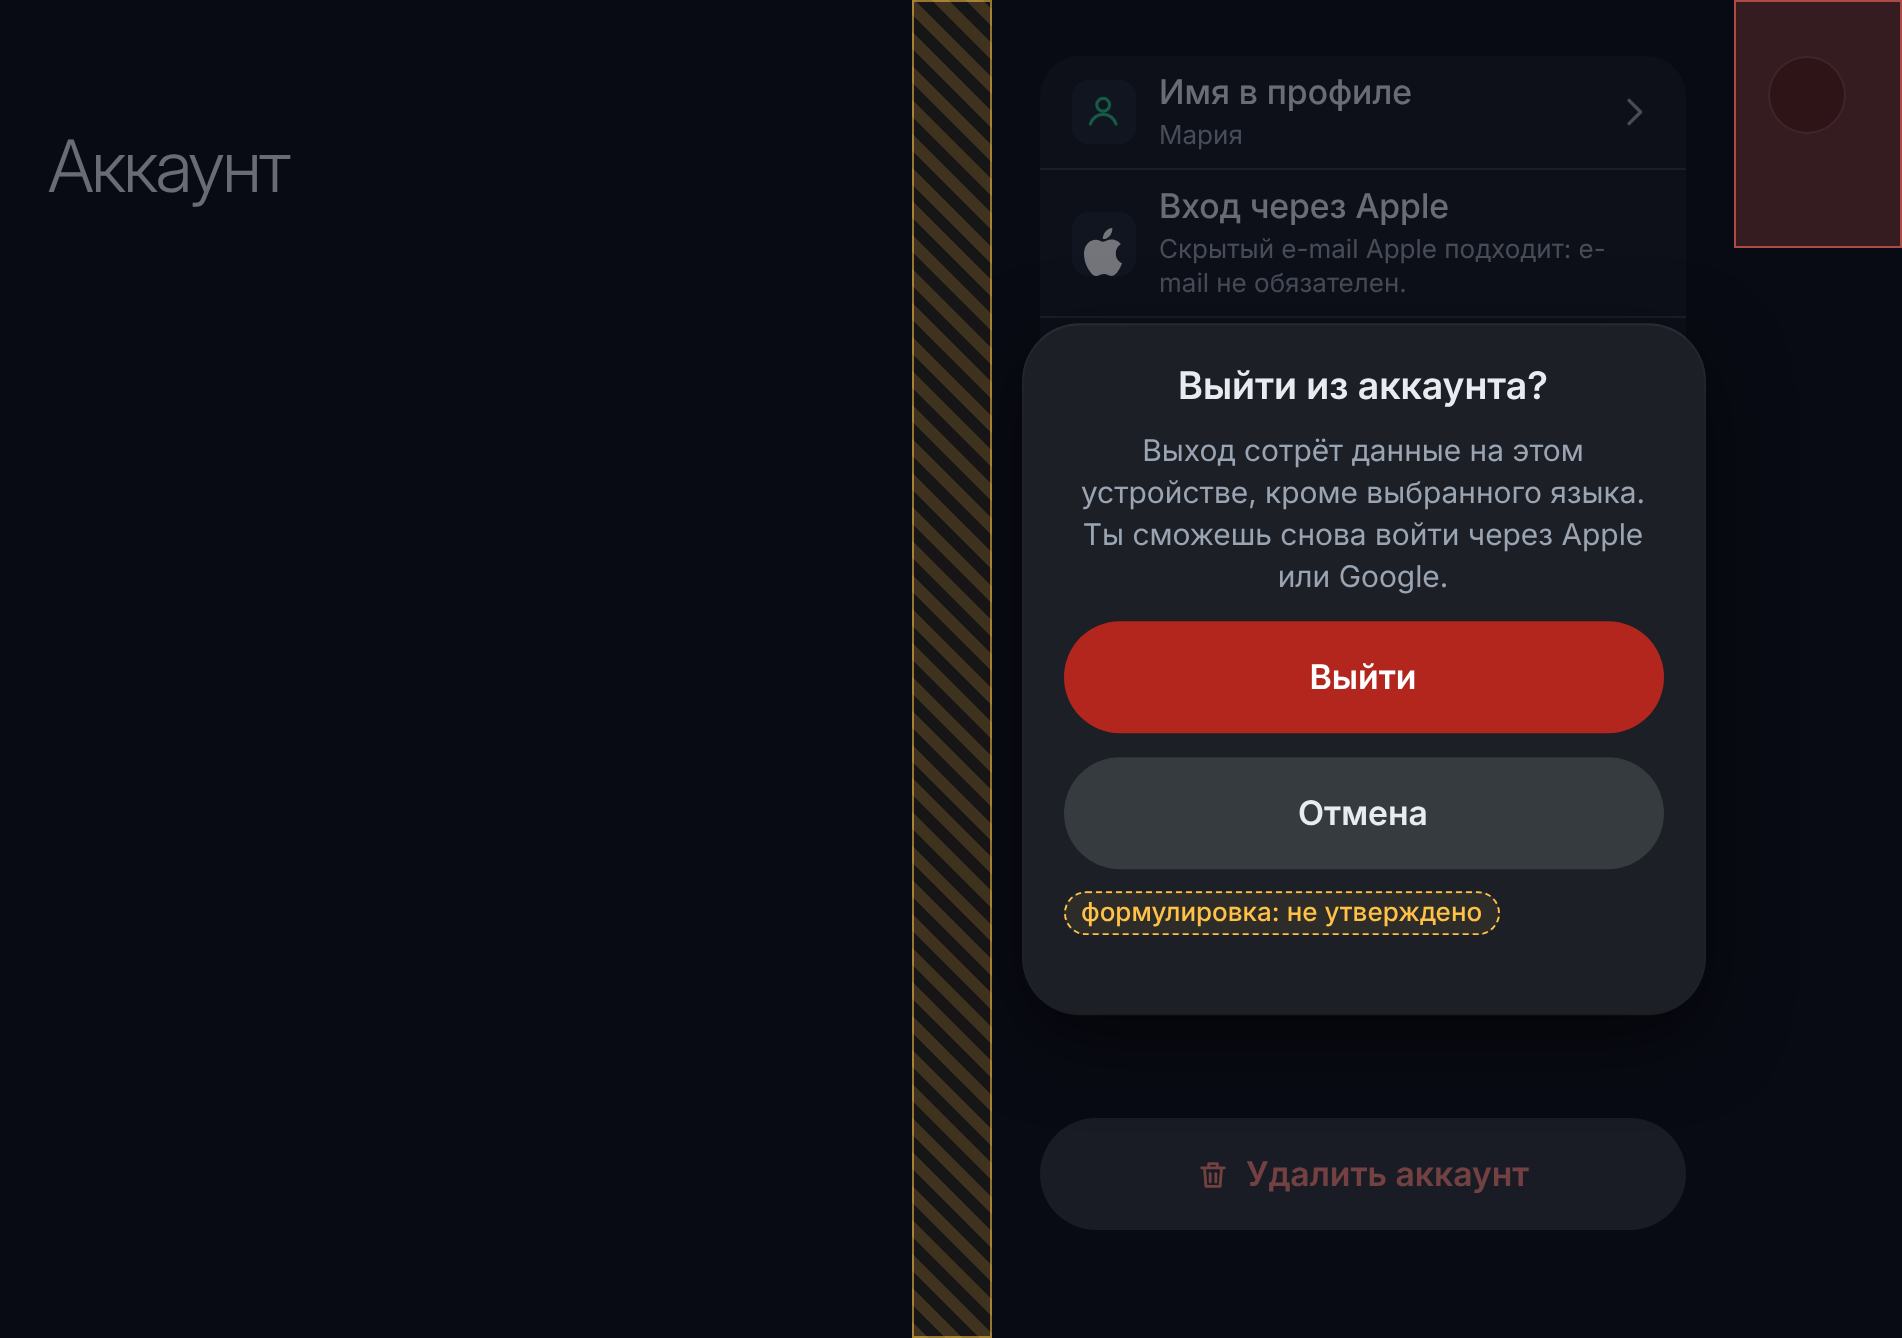 Аккаунт
Имя в профиле
Мария
Вход через Apple
Скрытый e-mail Apple подходит: e-
mail не обязателен.
Выйти из аккаунта?
Выход сотрёт данные на этом
устройстве, кроме выбранного языка.
Ты сможешь снова войти через Apple
или Google.
Выйти
Отмена
формулировка: не утверждено
Удалить аккаунт